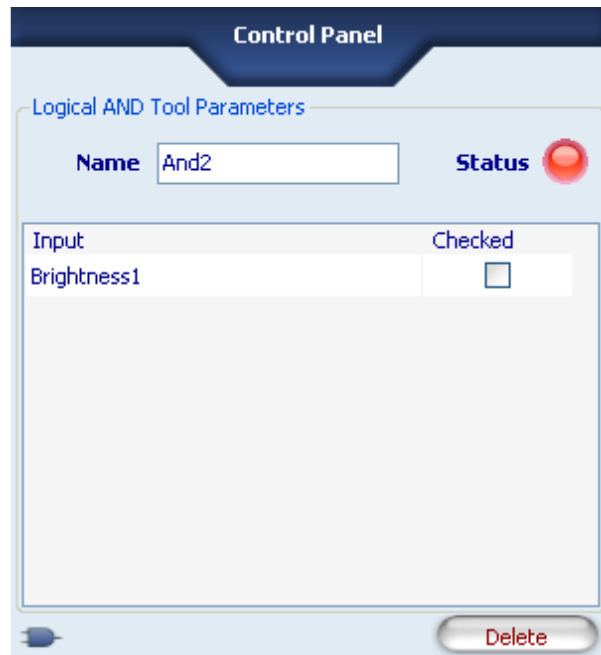 Control Panel
Logical AND Tool Parameters
Name And2 Status
Input Checked
Brightness1
Delete